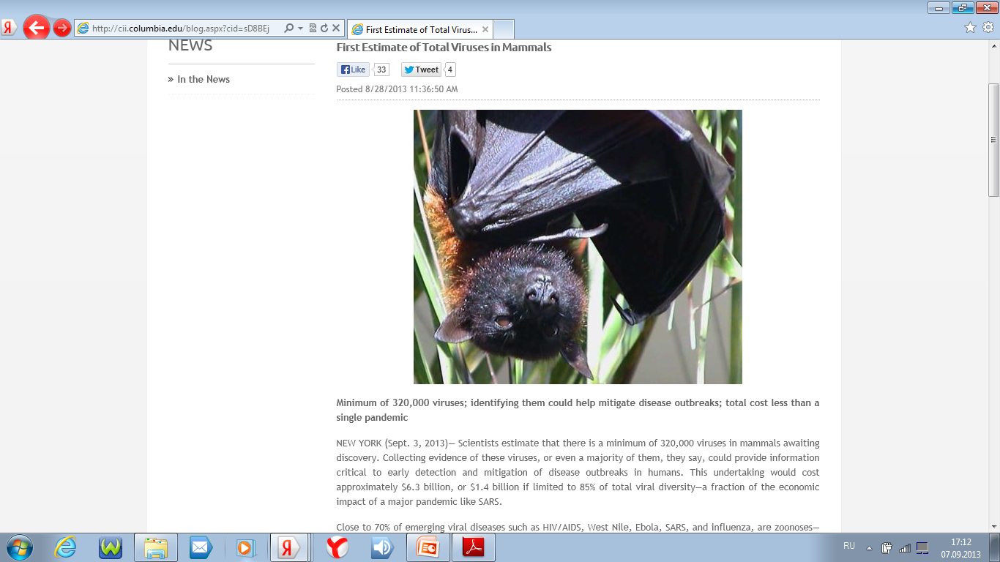 http://cii.columbia.edu/blog.aspx?cid=sD8BEj
First Estimate of Total Virus...
NEWS
» In the News
First Estimate of Total Viruses in Mammals
Like 33 Tweet 4
Posted 8/28/2013 11:36:50 AM
Minimum of 320,000 viruses; identifying them could help mitigate disease outbreaks; total cost less than a
single pandemic
NEW YORK (Sept. 3, 2013)— Scientists estimate that there is a minimum of 320,000 viruses in mammals awaiting
discovery. Collecting evidence of these viruses, or even a majority of them, they say, could provide information
critical to early detection and mitigation of disease outbreaks in humans. This undertaking would cost
approximately $6.3 billion, or $1.4 billion if limited to 85% of total viral diversity—a fraction of the economic
impact of a major pandemic like SARS.
Close to 70% of emerging viral diseases such as HIV/AIDS, West Nile, Ebola, SARS, and influenza, are zoonoses—
RU
17:12
07.09.2013